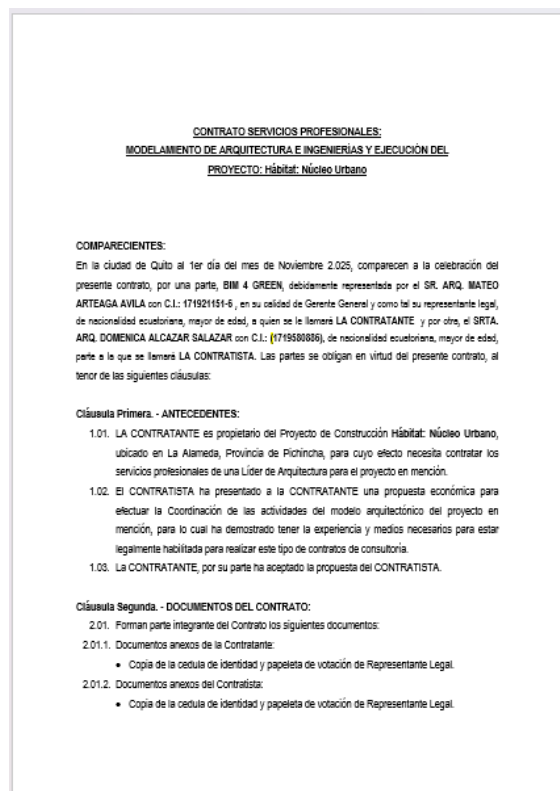 CONTRATO SERVICIOS PROFESIONALES:
MODELAMIENTO DE ARQUITECTURA E INGENIERÍAS Y EJECUCIÓN DEL
PROYECTO: Hábitat: Núcleo Urbano
COMPARECIENTES:
En la ciudad de Quito al 1er día del mes de Noviembre 2.025, comparecen a la celebración del
presente contrato, por una parte, BIM 4 GREEN, debidamente representada por el SR. ARQ. MATEO
ARTEAGA AVILA con C.I.: 171921151-6 , en su calidad de Gerente General y como tal su representante legal,
de nacionalidad ecuatoriana, mayor de edad, a quien se le llamará LA CONTRATANTE y por otra, el SRTA.
ARQ. DOMENICA ALCAZAR SALAZAR con C.I.: (1719580886), de nacionalidad ecuatoriana, mayor de edad,
parte a la que se llamará LA CONTRATISTA. Las partes se obligan en virtud del presente contrato, al
tenor de las siguientes cláusulas:
Cláusula Primera. - ANTECEDENTES:
1.01. LA CONTRATANTE es propietario del Proyecto de Construcción Hábitat: Núcleo Urbano,
ubicado en La Alameda, Provincia de Pichincha, para cuyo efecto necesita contratar los
servicios profesionales de una Líder de Arquitectura para el proyecto en mención.
1.02. El CONTRATISTA ha presentado a la CONTRATANTE una propuesta económica para
efectuar la Coordinación de las actividades del modelo arquitectónico del proyecto en
mención, para lo cual ha demostrado tener la experiencia y medios necesarios para estar
legalmente habilitada para realizar este tipo de contratos de consultoría.
1.03. La CONTRATANTE, por su parte ha aceptado la propuesta del CONTRATISTA.
Cláusula Segunda. - DOCUMENTOS DEL CONTRATO:
2.01. Forman parte integrante del Contrato los siguientes documentos:
2.01.1. Documentos anexos de la Contratante:
• Copia de la cedula de identidad y papeleta de votación de Representante Legal.
2.01.2. Documentos anexos del Contratista:
• Copia de la cedula de identidad y papeleta de votación de Representante Legal.